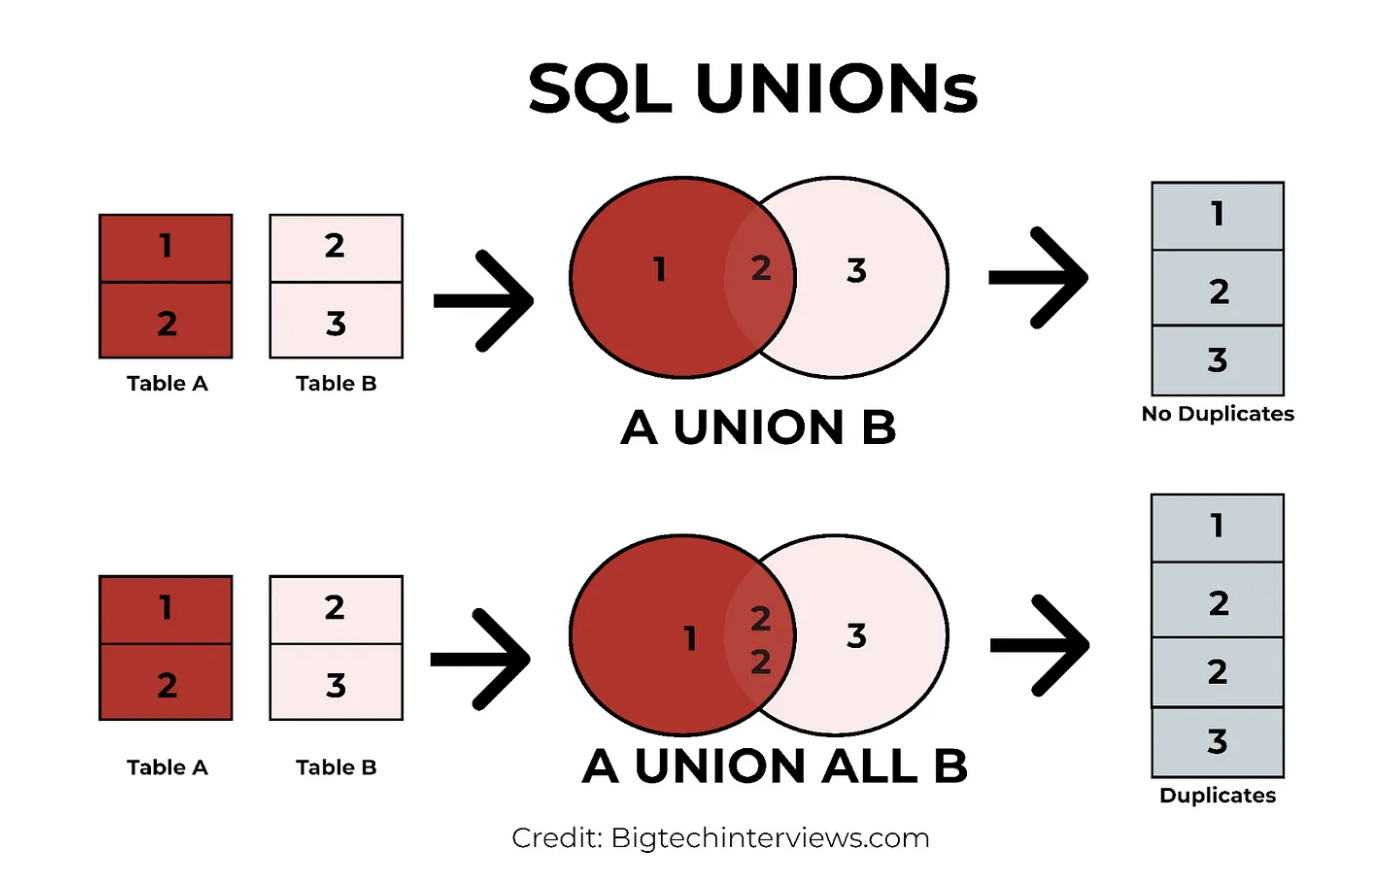 SQL UNIONs
1
2
Table A
2
3
Table B
1
2
3
A UNION B
1
2
3
No Duplicates
1
2
Table A
2
3
Table B
1
2
2
3
A UNION ALL B
1
2
2
3
Duplicates
Credit: Bigtechinterviews.com